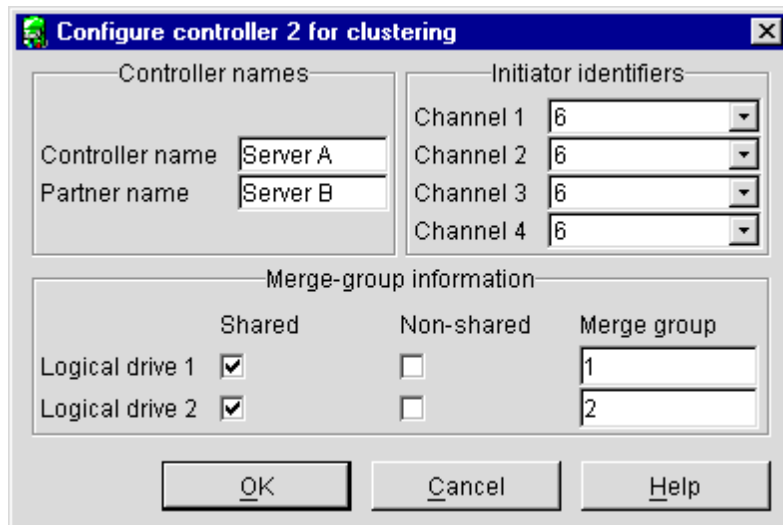 Configure controller 2 for clustering
Controller names
Controller name Server A
Partner name Server B
Initiator identifiers
Channel 1 6
Channel 2 6
Channel 3 6
Channel 4 6
Merge-group information
Shared Non-shared Merge group
Logical drive 1 1
Logical drive 2 2
OK Cancel Help